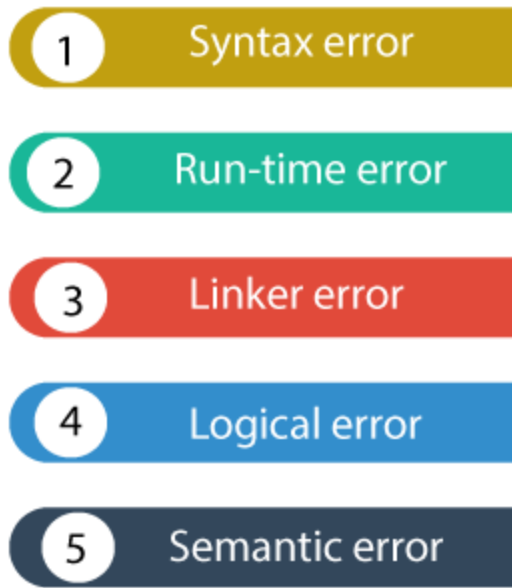 1 Syntax error
2 Run-time error
3 Linker error
4 Logical error
5 Semantic error